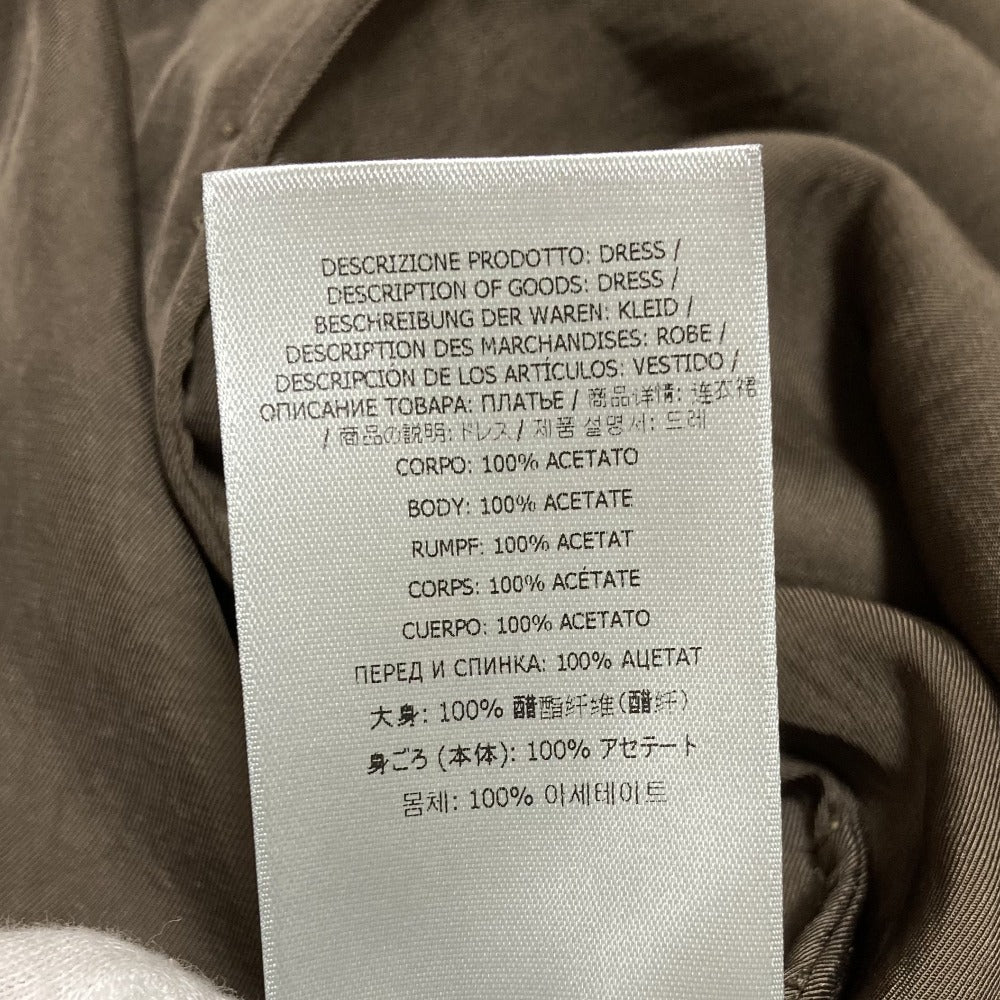 DESCRIZIONE PRODOTTO: DRESS /
DESCRIPTION OF GOODS: DRESS /
BESCHREIBUNG DER WAREN: KLEID /
DESCRIPTION DES MARCHANDISES: ROBE /
DESCRIPCIÓN DE LOS ARTÍCULOS: VESTIDO /
ОПИСАНИЕ ТОВАРА: ПЛАТЬЕ / 商品详情: 连衣裙
/ 商品の説明: ドレス / 제품 설명서: 드레
CORPO: 100% ACETATO
BODY: 100% ACETATE
RUMPF: 100% ACETAT
CORPS: 100% ACÉTATE
CUERPO: 100% ACETATO
ПЕРЕД И СПИНКА: 100% АЦЕТАТ
大身: 100% 醋酯纤维(醋纤)
身ごろ (本体): 100% アセテート
몸체: 100% 아세테이트